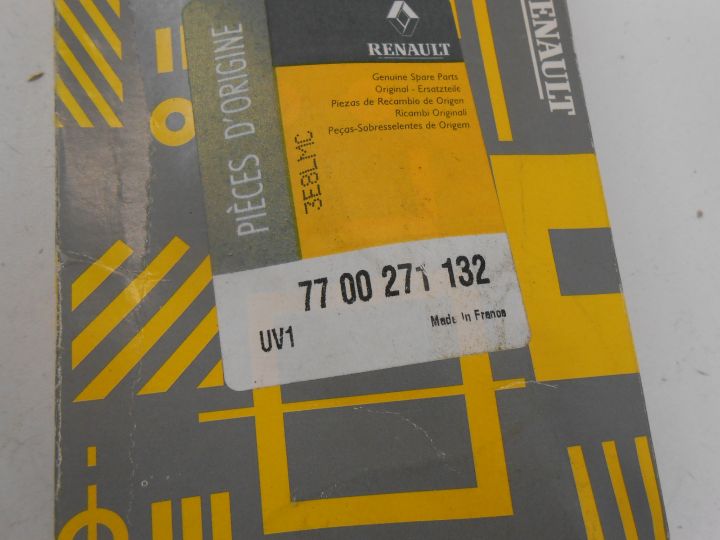 RENAULT
Genuine Spare Parts
Original - Ersatzteile
Piezas de Recambio de Origen
Ricambi Originali
Peças-Sobresselentes de Origem
PIÈCES D'ORIGINE
3E8LMC
77 00 271 132
UV1
Made In France
RENAULT